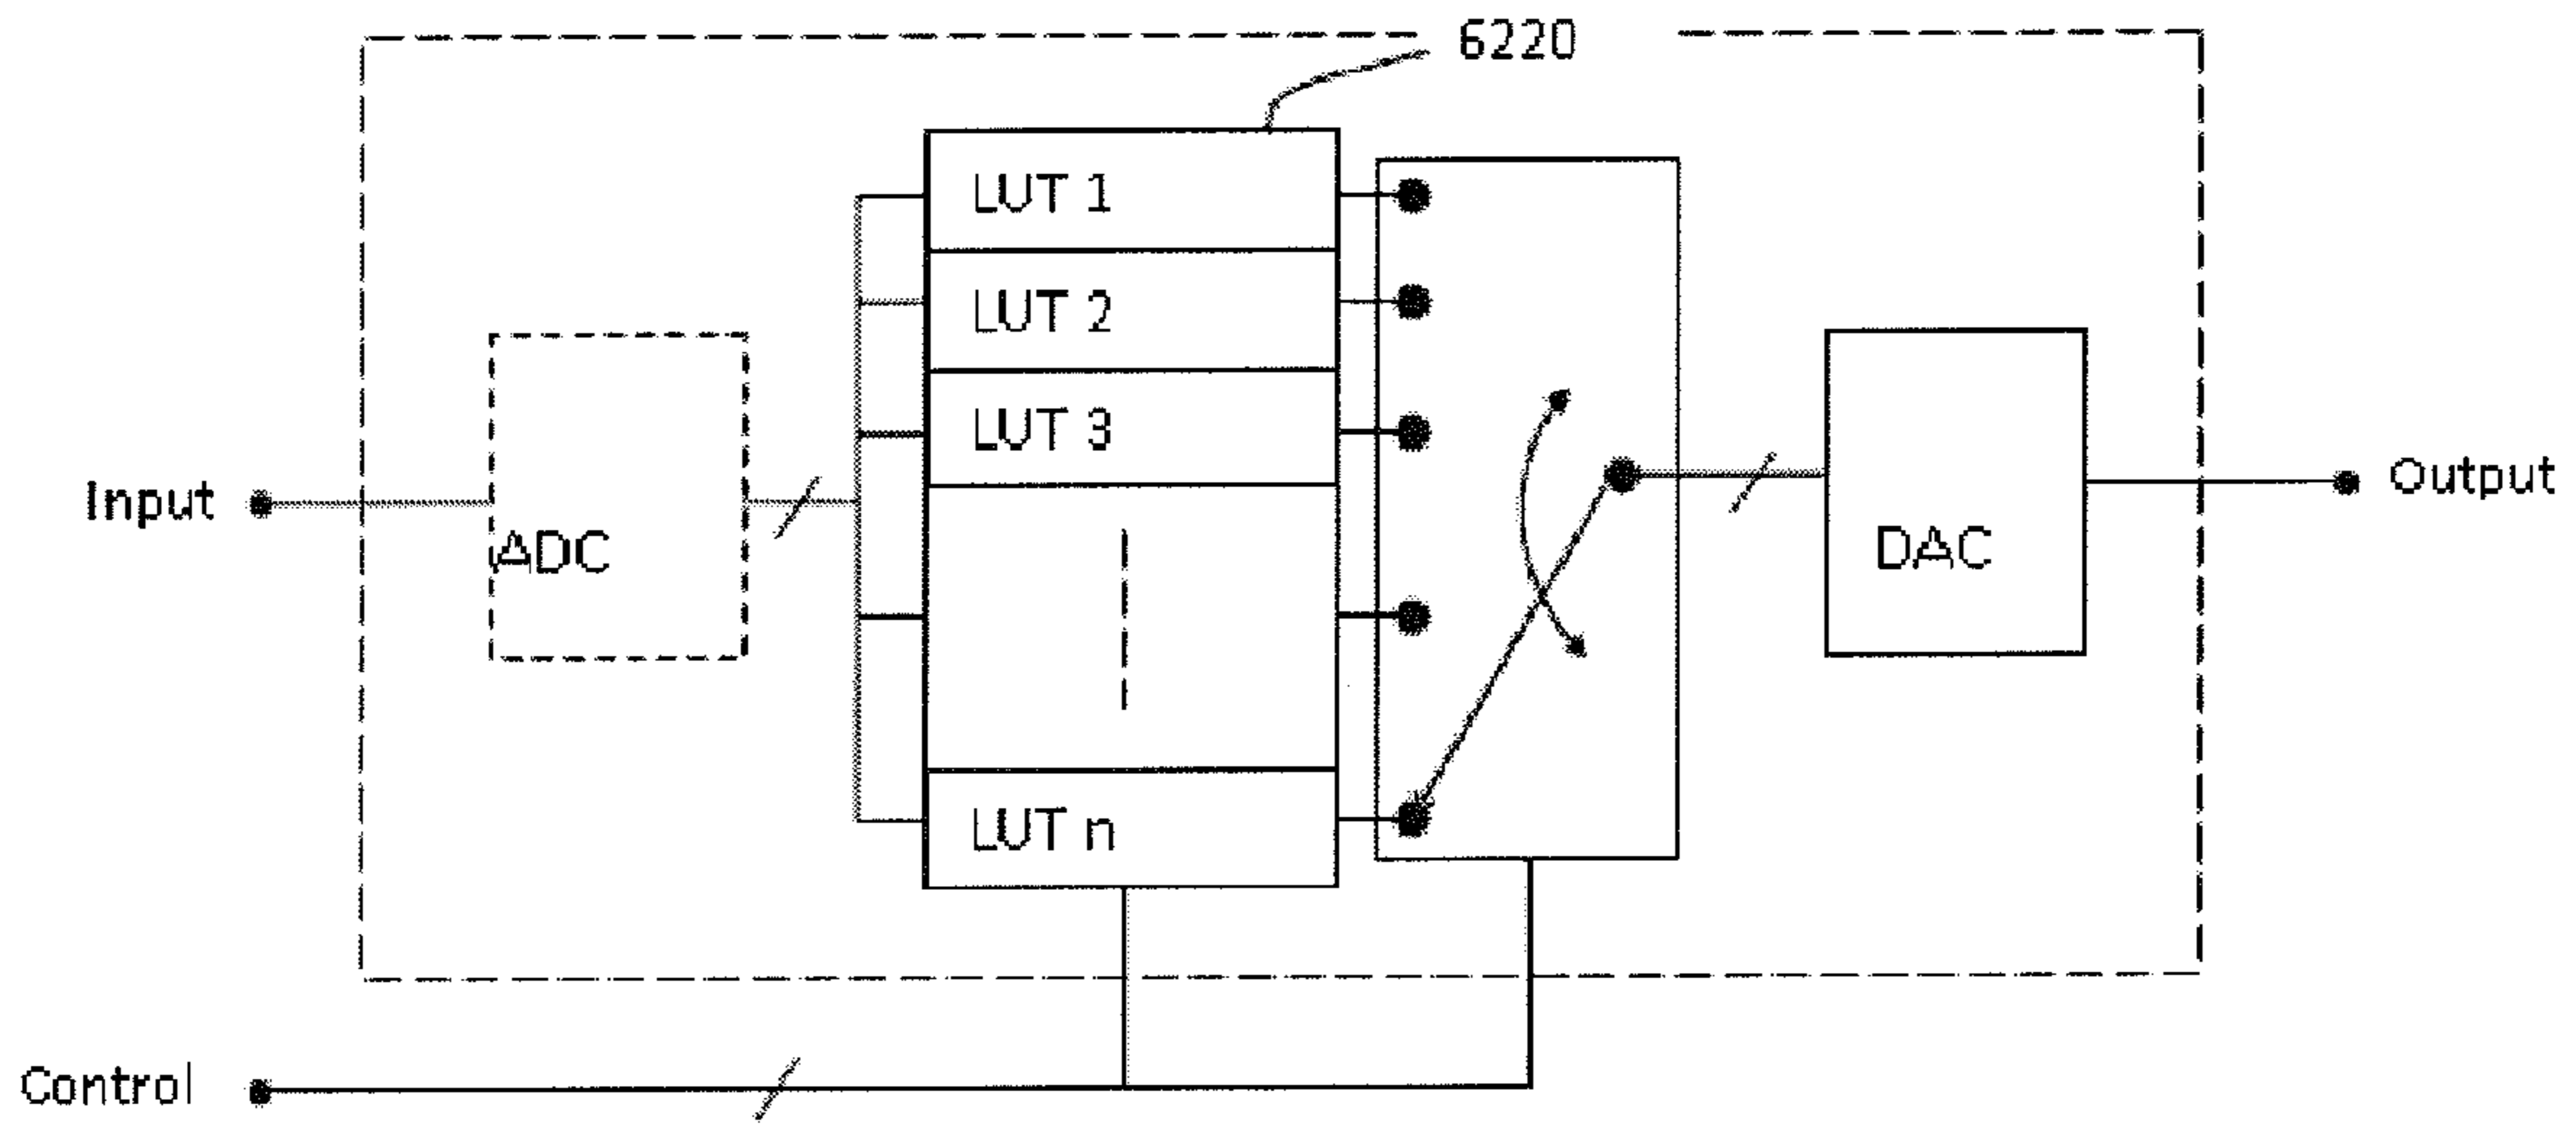 6220
LUT 1
LUT 2
LUT 3
Input
Output
ADC
DAC
LUT n
Control